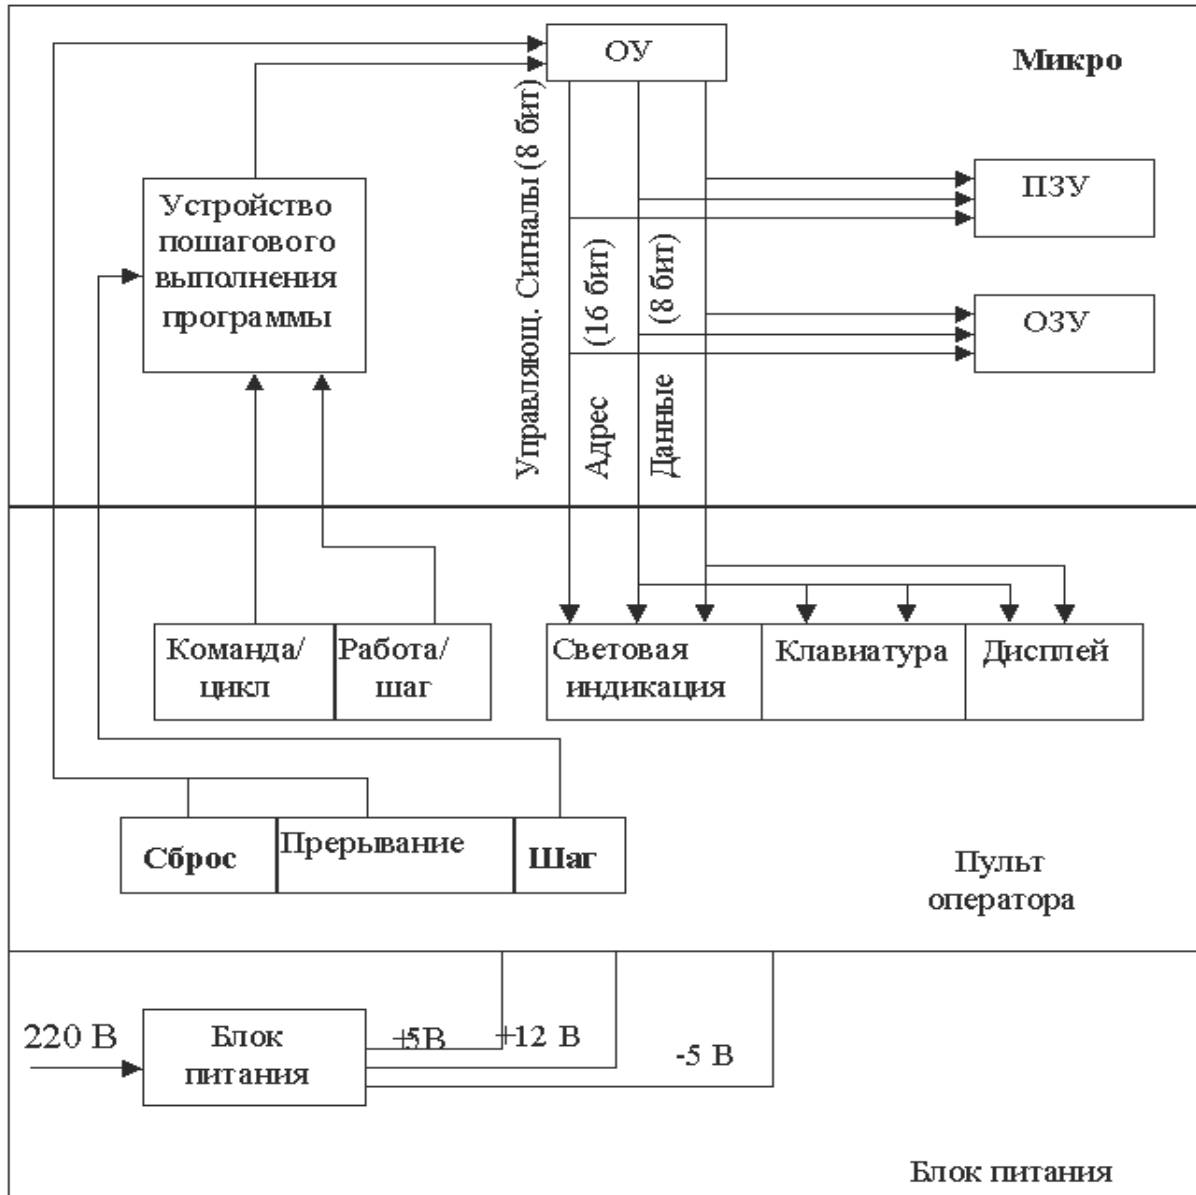 ОУ
Микро
Управляющ. Сигналы (8 бит)
Адрес (16 бит)
Данные (8 бит)
ПЗУ
Устройство
пошагового
выполнения
программы
ОЗУ
Команда/
цикл
Работа/
шаг
Световая
индикация
Клавиатура
Дисплей
Сброс
Прерывание
Шаг
Пульт
оператора
220 В
Блок
питания
+5В
+12 В
-5 В
Блок питания